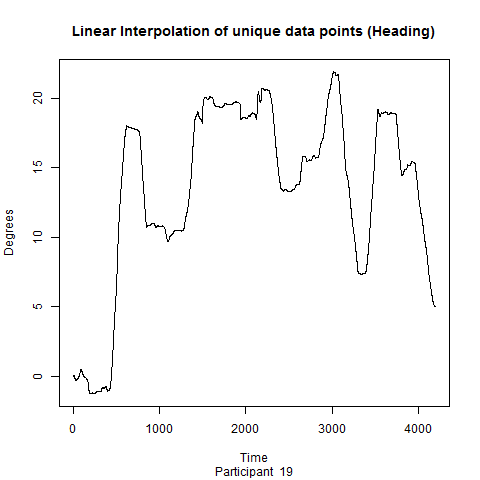 Linear Interpolation of unique data points (Heading)
Degrees
20
15
10
5
0
0 1000 2000 3000 4000
Time
Participant 19